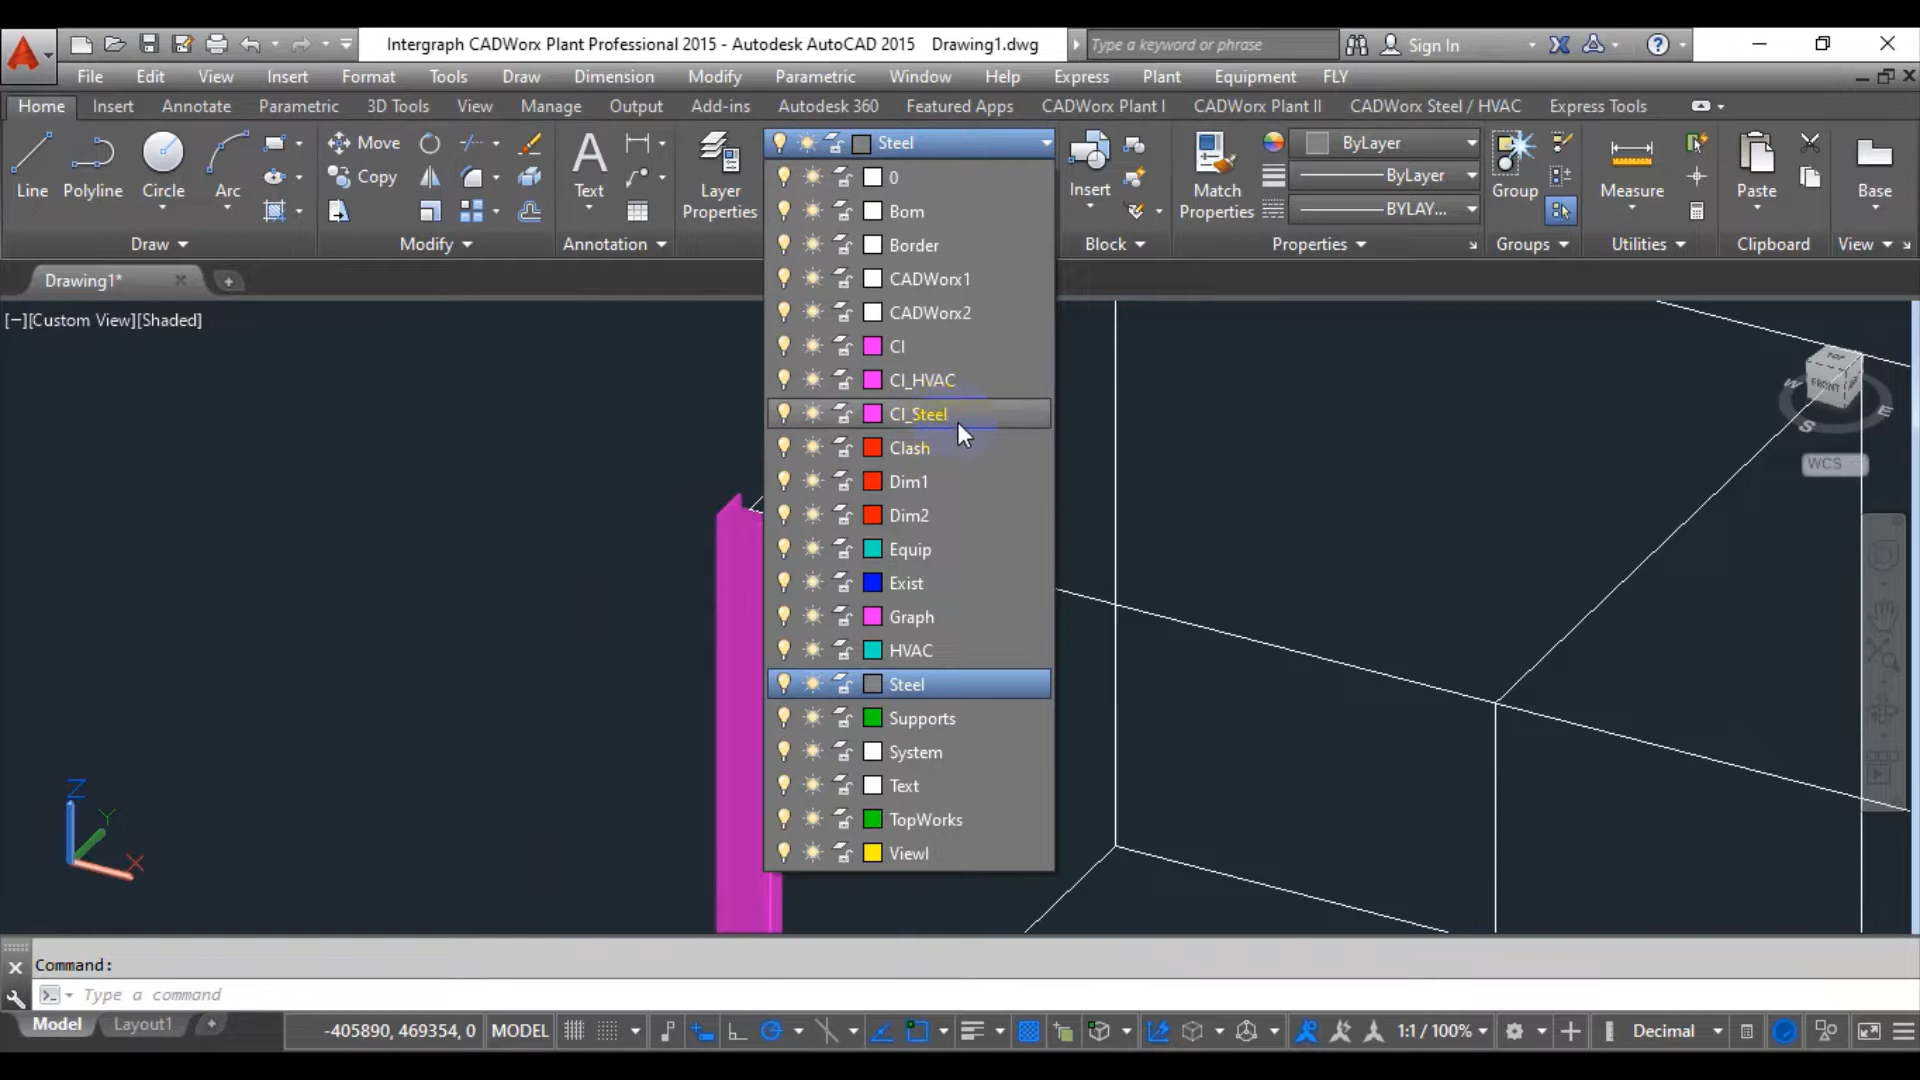 Intergraph CADWorx Plant Professional 2015 - Autodesk AutoCAD 2015 Drawing1.dwg
Type a keyword or phrase
Sign In
File Edit View Insert Format Tools Draw Dimension Modify Parametric Window Help Express Plant Equipment FLY
Home Insert Annotate Parametric 3D Tools View Manage Output Add-ins Autodesk 360 Featured Apps CADWorx Plant I CADWorx Plant II CADWorx Steel / HVAC Express Tools
Line Polyline Circle Arc
Move
Copy
Text
Layer Properties
Steel
Insert
Match Properties
ByLayer
ByLayer
BYLAY...
Group
Measure
Paste
Base
Draw Modify Annotation Block Properties Groups Utilities Clipboard View
Drawing1*
[−][Custom View][Shaded]
0
Bom
Border
CADWorx1
CADWorx2
Cl
Cl_HVAC
Cl_Steel
Clash
Dim1
Dim2
Equip
Exist
Graph
HVAC
Steel
Supports
System
Text
TopWorks
Viewl
TOP
FRONT
W
S
E
WCS
Z
Y
X
Command:
Type a command
Model Layout1
-405890, 469354, 0 MODEL 1:1 / 100% Decimal